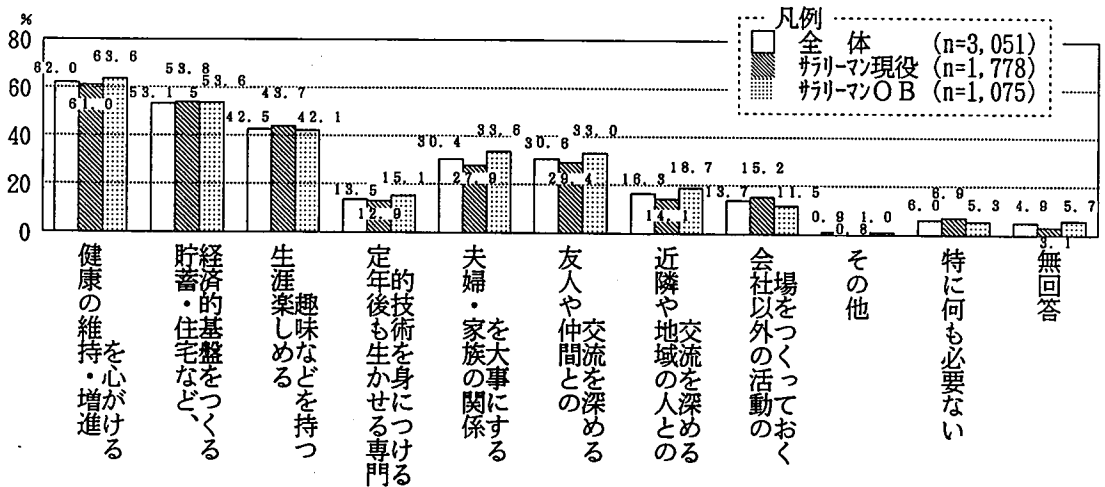 %
80
60
40
20
0
凡例
全　体　(n=3,051)
ｻﾗﾘｰﾏﾝ現役 (n=1,778)
ｻﾗﾘｰﾏﾝＯＢ (n=1,075)
62.0
61.0
63.6
53.1
53.8
53.6
42.5
43.7
42.1
13.5
12.9
15.1
30.4
27.9
33.6
30.6
29.4
33.0
16.3
14.1
18.7
13.7
15.2
11.5
0.9
0.8
1.0
6.0
6.9
5.3
4.9
3.1
5.7
健康の維持・増進
を心がける
貯蓄・住宅など、
経済的基盤をつくる
生涯楽しめる
趣味などを持つ
定年後も生かせる専門
的技術を身につける
夫婦・家族の関係
を大事にする
友人や仲間との
交流を深める
近隣や地域の人との
交流を深める
会社以外の活動の
場をつくっておく
その他
特に何も必要ない
無回答